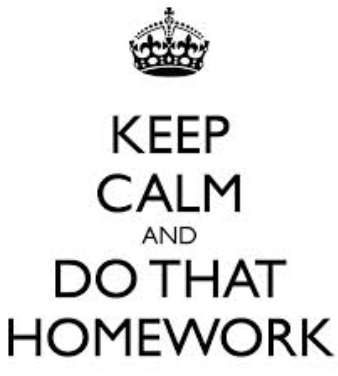 KEEP
CALM
AND
DO THAT
HOMEWORK